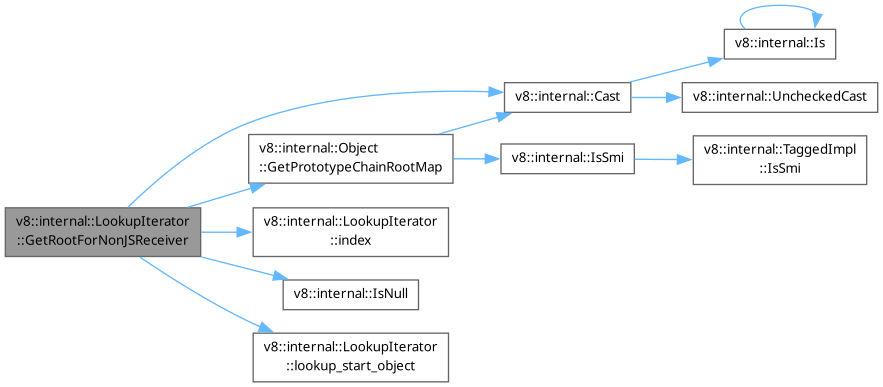 v8::internal::Is
v8::internal::Cast
v8::internal::UncheckedCast
v8::internal::Object
::GetPrototypeChainRootMap
v8::internal::IsSmi
v8::internal::TaggedImpl
::IsSmi
v8::internal::LookupIterator
::GetRootForNonJSReceiver
v8::internal::LookupIterator
::index
v8::internal::IsNull
v8::internal::LookupIterator
::lookup_start_object